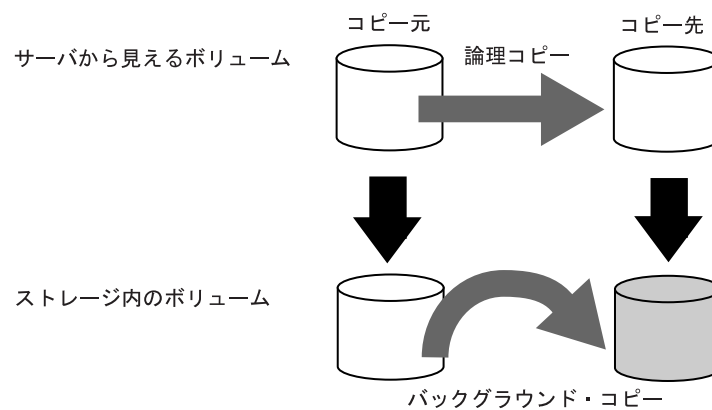 コピー元
コピー先
サーバから見えるボリューム
論理コピー
ストレージ内のボリューム
バックグラウンド・コピー